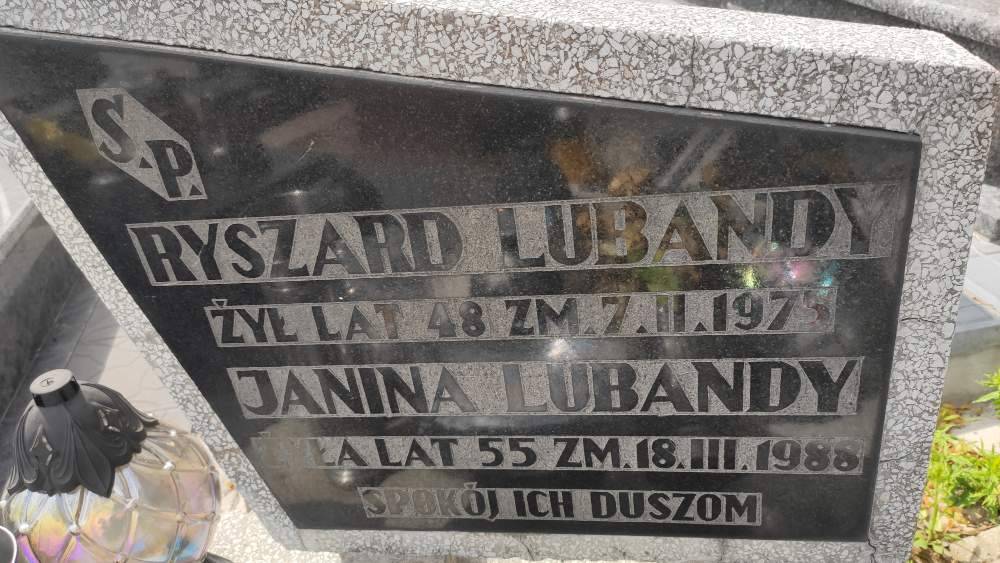 Ś.P.
RYSZARD LUBANDY
ŻYŁ LAT 48 ZM. 7. II. 1975
JANINA LUBANDY
ŻYŁA LAT 55 ZM. 18. III. 1988
SPOKÓJ ICH DUSZOM